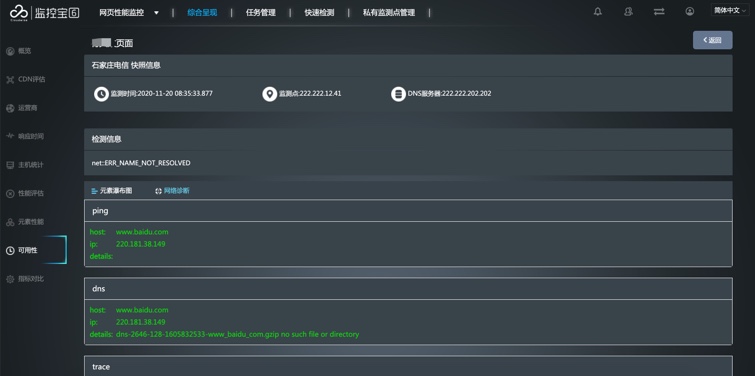 监控宝
网页性能监控 ▼ | 综合呈现 | 任务管理 | 快速检测 | 私有监测点管理 |
简体中文
页面
返回
概览
CDN评估
运营商
响应时间
主机统计
性能评估
元素性能
可用性
指标对比
石家庄电信 快照信息
监测时间:2020-11-20 08:35:33.877 监测点:222.222.12.41 DNS服务器:222.222.202.202
检测信息
net::ERR_NAME_NOT_RESOLVED
元素瀑布图 网络诊断
ping
host: www.baidu.com
ip: 220.181.38.149
details:
dns
host: www.baidu.com
ip: 220.181.38.149
details: dns-2646-128-1605832533-www_baidu_com.gzip no such file or directory
trace